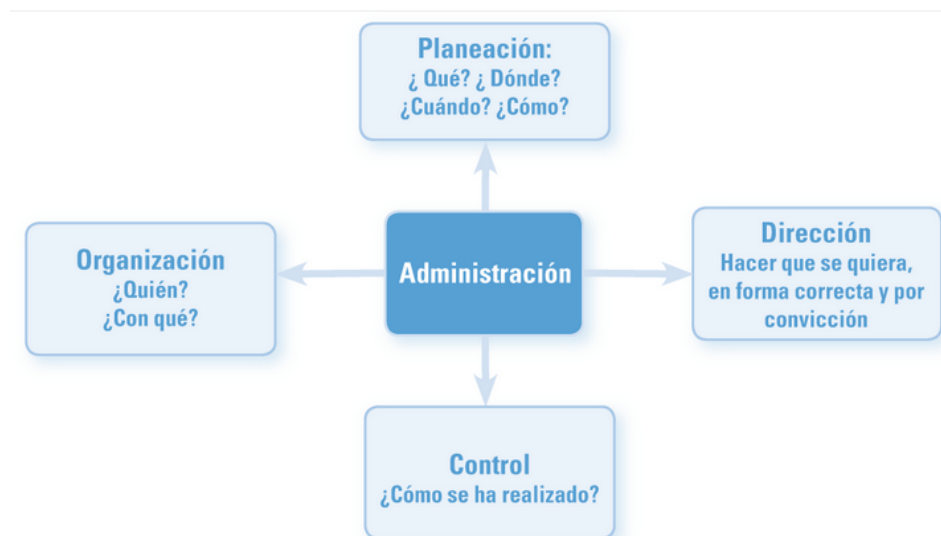 Planeación:
¿ Qué? ¿ Dónde?
¿Cuándo? ¿Cómo?
Organización
¿Quién?
¿Con qué?
Administración
Dirección
Hacer que se quiera,
en forma correcta y por
convicción
Control
¿Cómo se ha realizado?